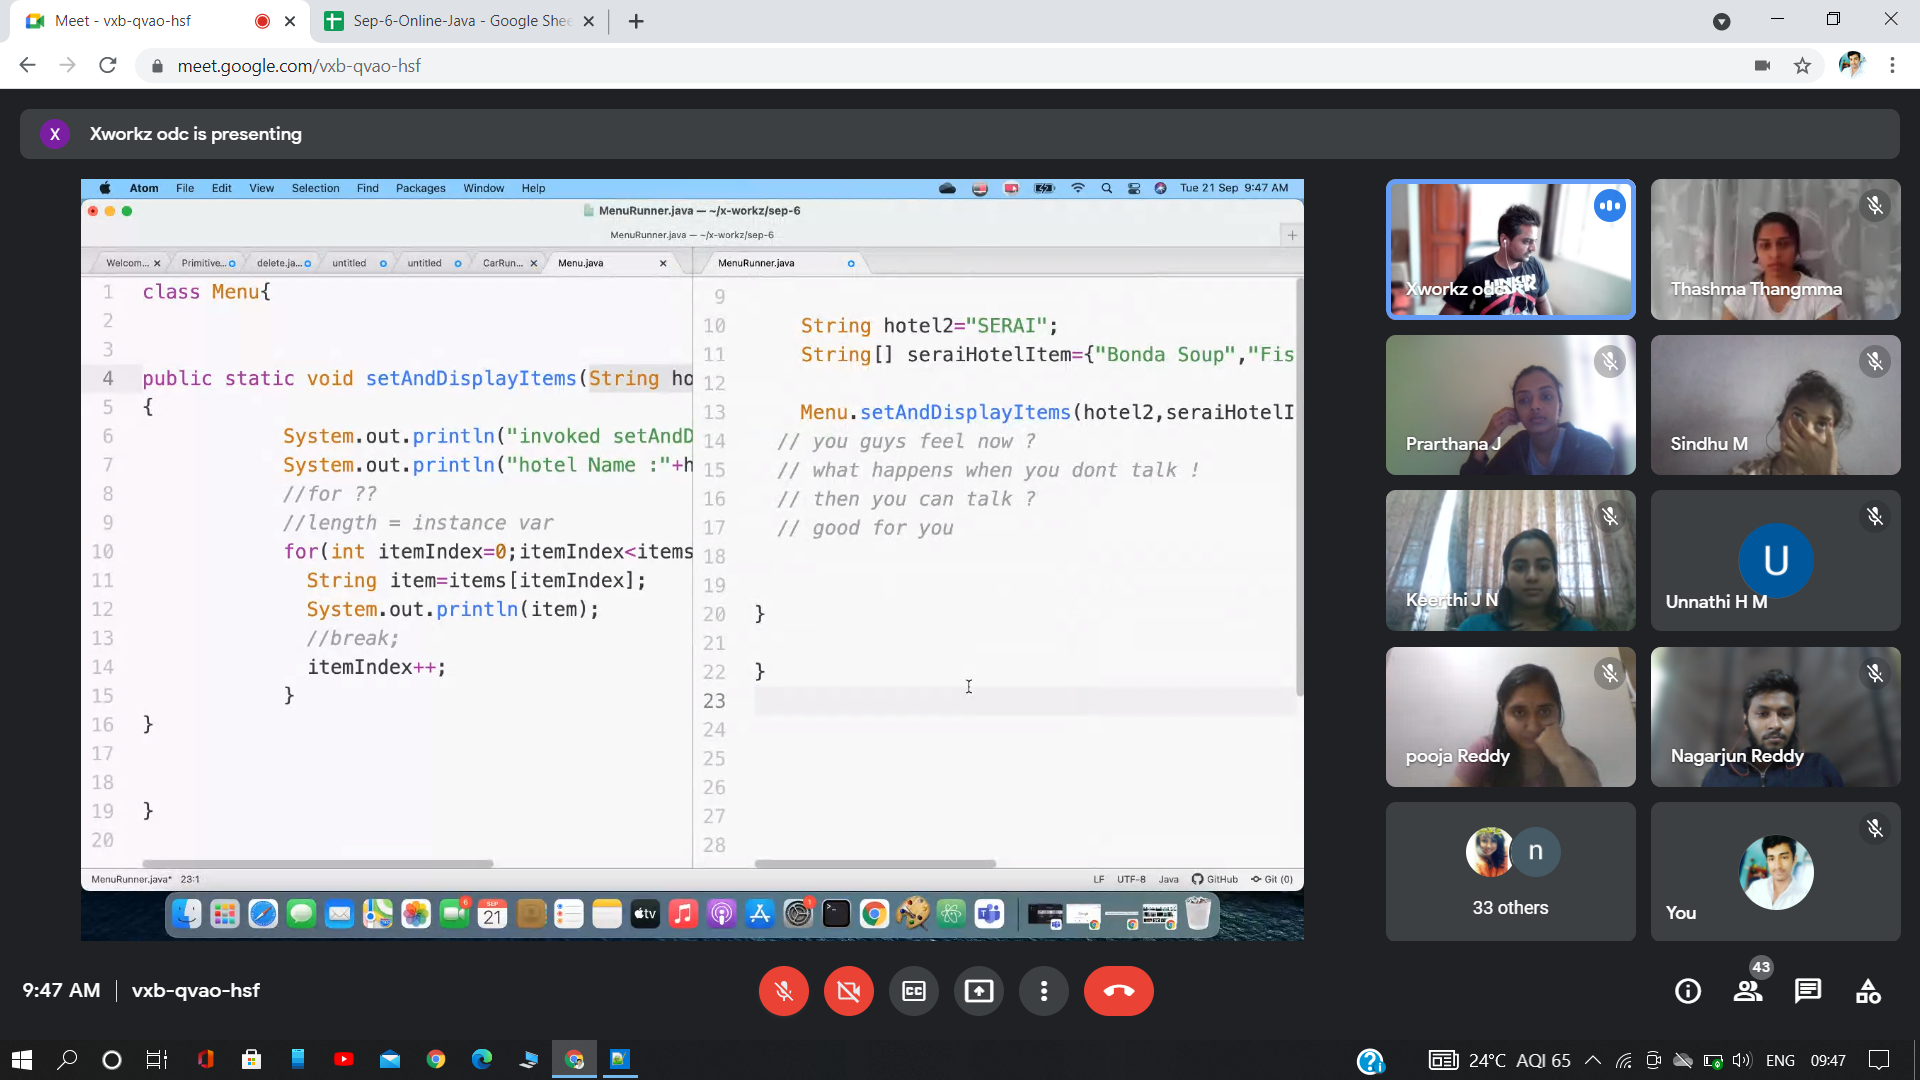 Meet - vxb-qvao-hsf
Sep-6-Online-Java - Google Shee
meet.google.com/vxb-qvao-hsf
X
Xworkz odc is presenting
Atom File Edit View Selection Find Packages Window Help
Tue 21 Sep 9:47 AM
MenuRunner.java — ~/x-workz/sep-6
MenuRunner.java — ~/x-workz/sep-6
Welcom... Primitive... delete.ja... untitled untitled CarRun... Menu.java
MenuRunner.java
1 class Menu{
2
3
4 public static void setAndDisplayItems(String ho
5 {
6 System.out.println("invoked setAndD
7 System.out.println("hotel Name :"+h
8 //for ??
9 //length = instance var
10 for(int itemIndex=0;itemIndex<items
11 String item=items[itemIndex];
12 System.out.println(item);
13 //break;
14 itemIndex++;
15 }
16 }
17
18
19 }
20
9
10 String hotel2="SERAI";
11 String[] seraiHotelItem={"Bonda Soup","Fis
12
13 Menu.setAndDisplayItems(hotel2,seraiHotelI
14 // you guys feel now ?
15 // what happens when you dont talk !
16 // then you can talk ?
17 // good for you
18
19
20 }
21
22 }
23
24
25
26
27
28
MenuRunner.java* 23:1
LF UTF-8 Java GitHub Git (0)
6
SEP
21
tv
1
Xworkz odc
LINKIN
Thashma Thangmma
Prarthana J
Sindhu M
Keerthi J N
U
Unnathi H M
pooja Reddy
Nagarjun Reddy
n
33 others
You
9:47 AM | vxb-qvao-hsf
CC
43
24°C AQI 65
ENG
09:47